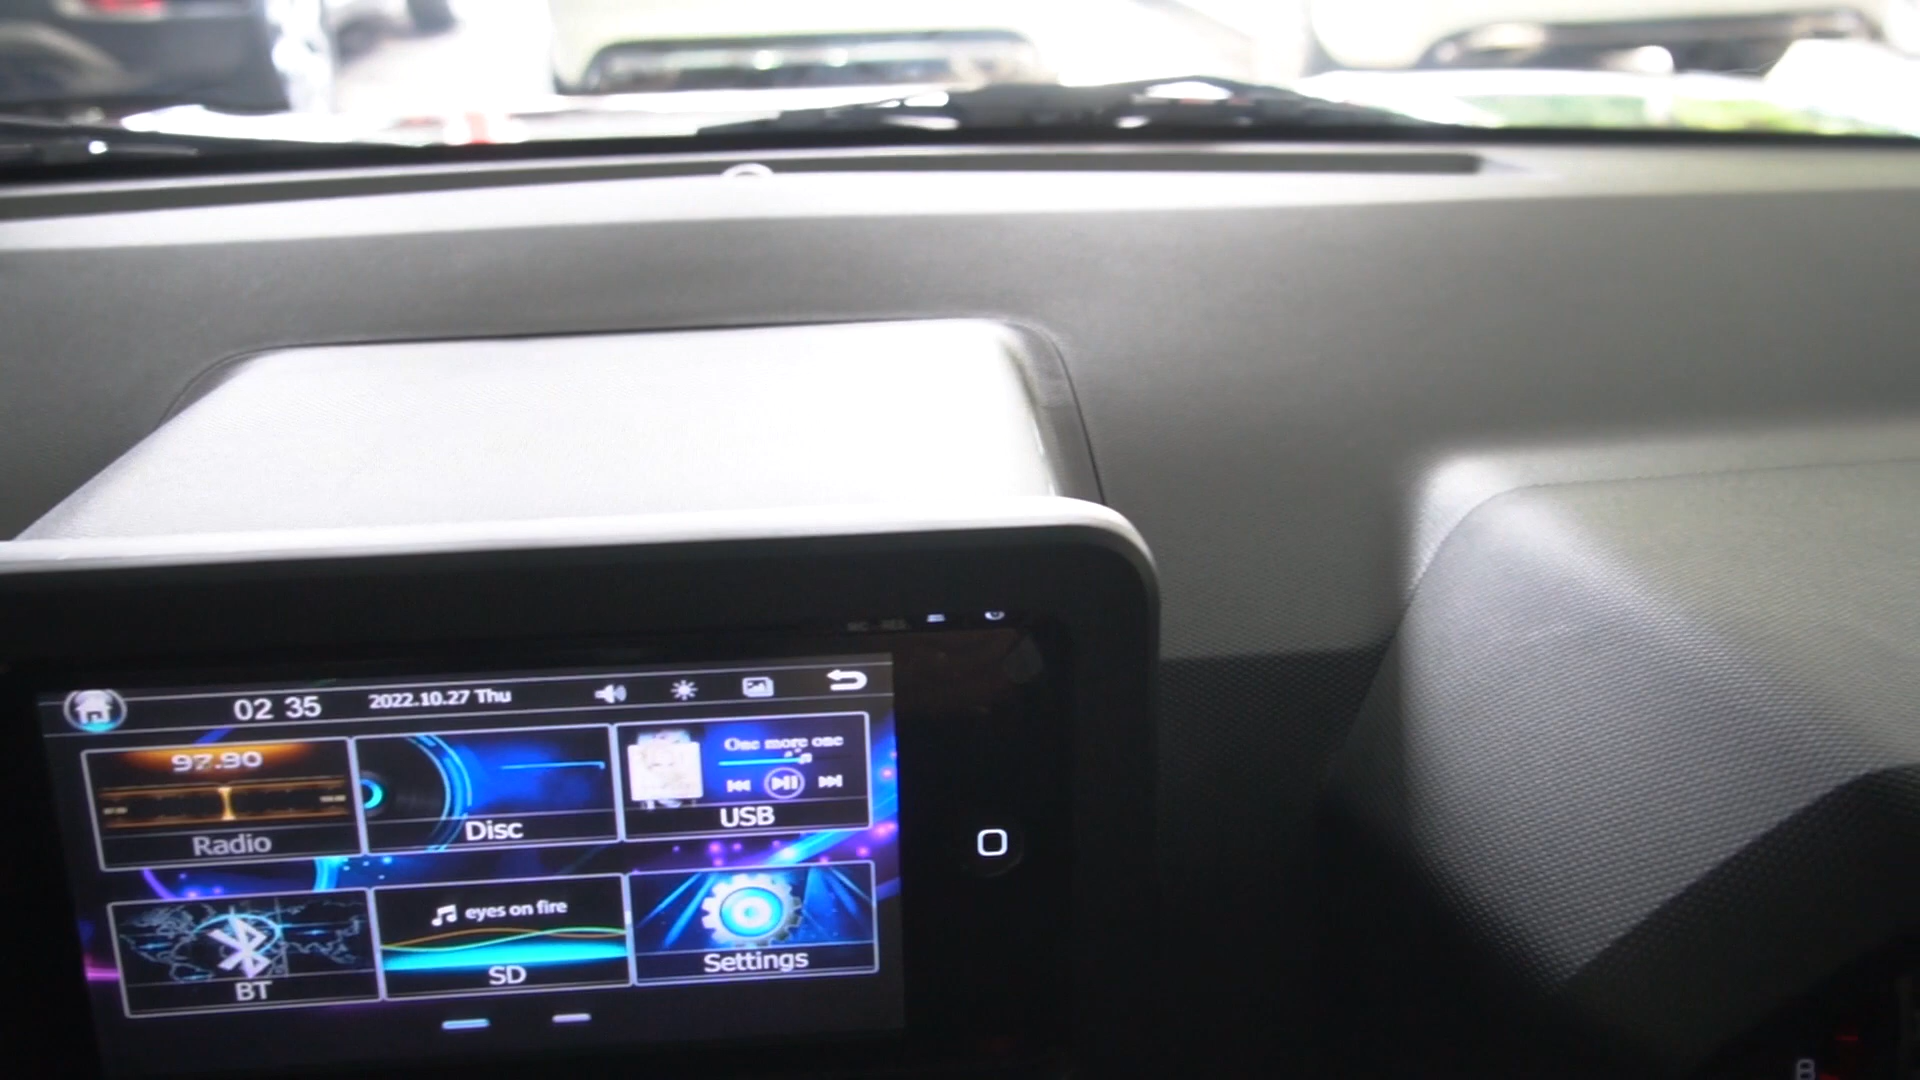 02 35 2022.10.27 Thu
97.90
Radio
Disc
One more one
USB
BT
eyes on fire
SD
Settings
8